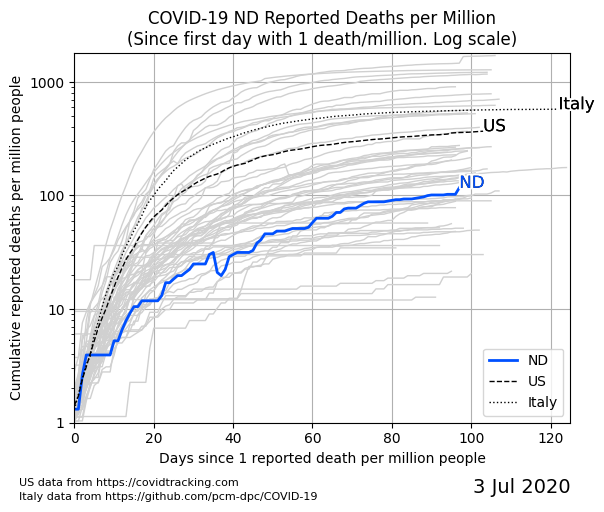 COVID-19 ND Reported Deaths per Million
(Since first day with 1 death/million. Log scale)
Cumulative reported deaths per million people
1000
100
10
1
Italy
US
ND
ND
US
Italy
0 20 40 60 80 100 120
Days since 1 reported death per million people
US data from https://covidtracking.com
Italy data from https://github.com/pcm-dpc/COVID-19
3 Jul 2020